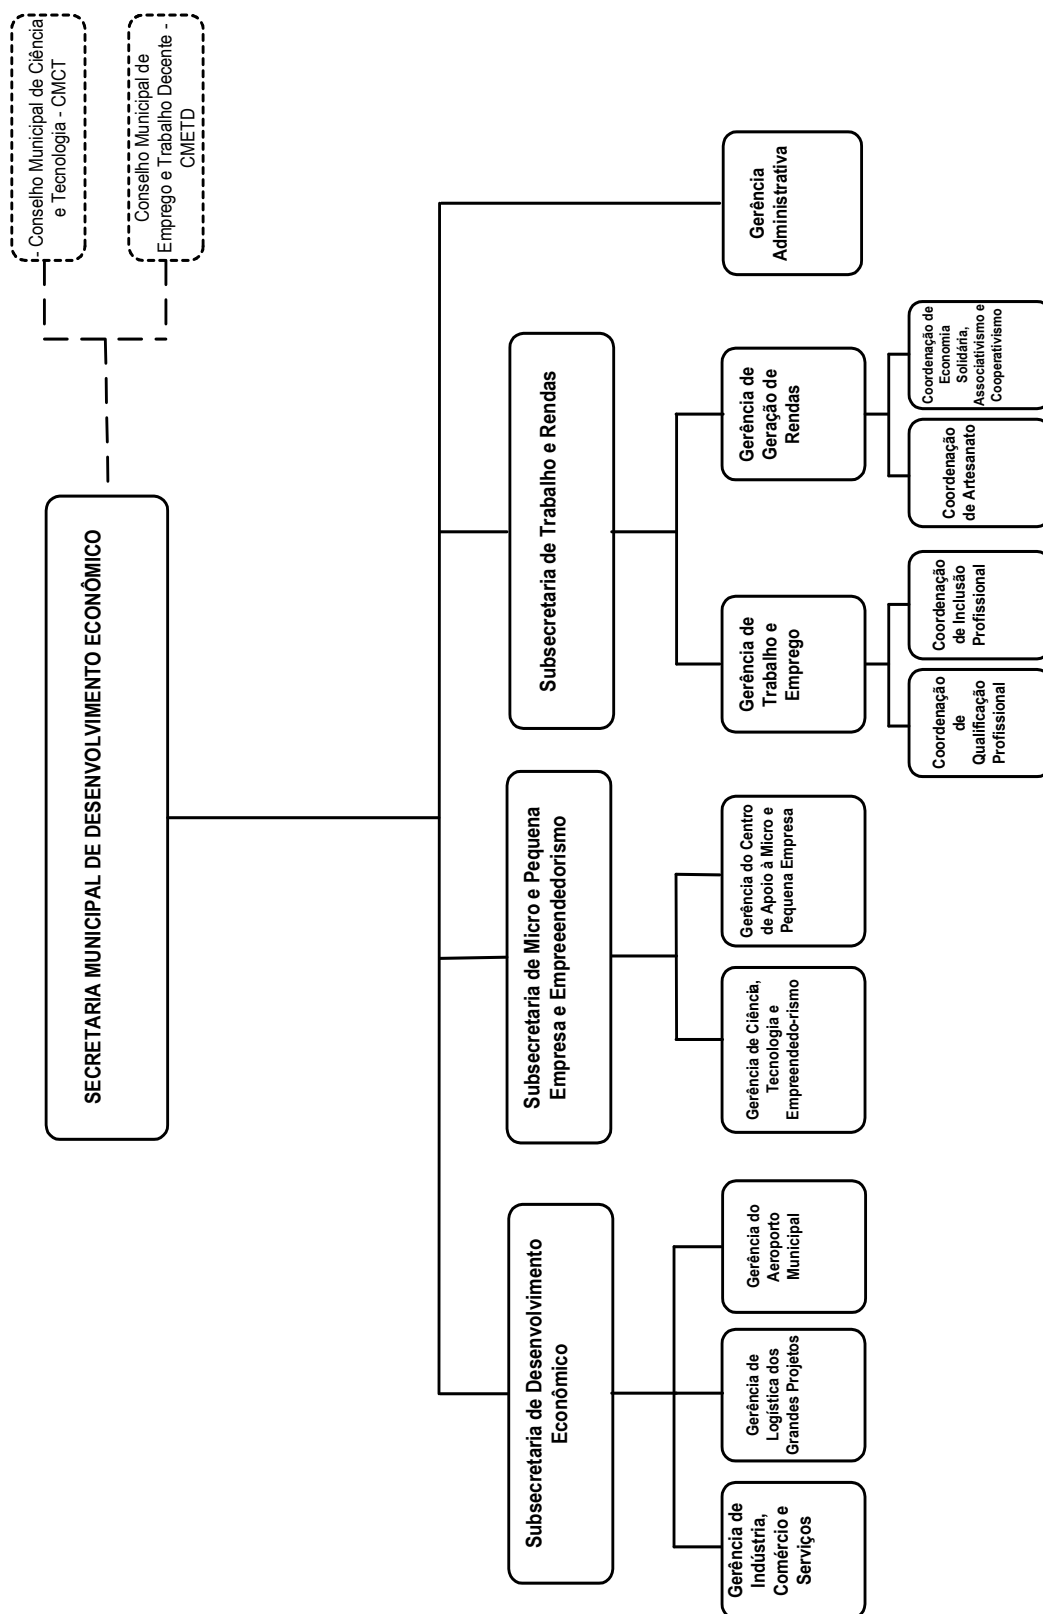 - Conselho Municipal de Ciência
e Tecnologia - CMCT
Conselho Municipal de
Emprego e Trabalho Decente -
CMETD
SECRETARIA MUNICIPAL DE DESENVOLVIMENTO ECONÔMICO
Subsecretaria de Desenvolvimento
Econômico
Subsecretaria de Micro e Pequena
Empresa e Empreeendedorismo
Subsecretaria de Trabalho e Rendas
Gerência de
Indústria,
Comércio e
Serviços
Gerência de
Logística dos
Grandes Projetos
Gerência do
Aeroporto
Municipal
Gerência de Ciência,
Tecnologia e
Empreendedo-rismo
Gerência do Centro
de Apoio à Micro e
Pequena Empresa
Gerência de
Trabalho e
Emprego
Gerência de
Geração de
Rendas
Gerência
Administrativa
Coordenação
de
Qualificação
Profissional
Coordenação
de Inclusão
Profissional
Coordenação
de Artesanato
Coordenação de
Economia
Solidária,
Associativismo e
Cooperativismo